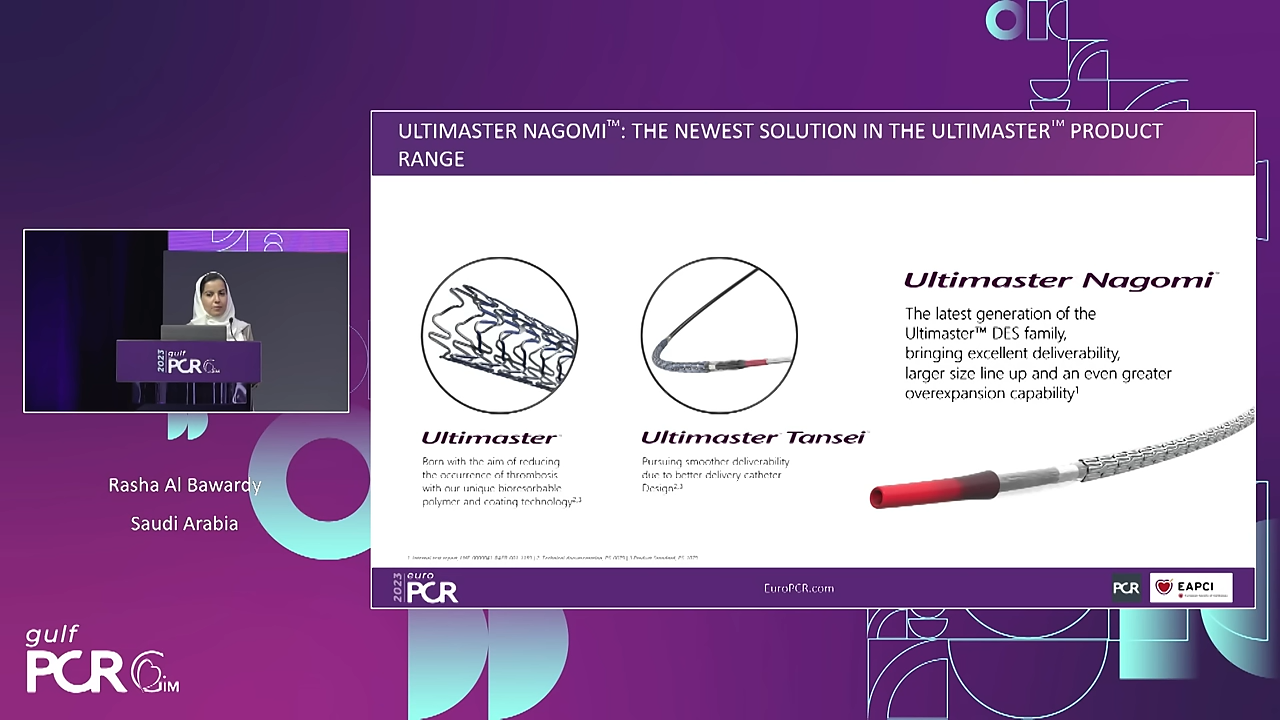 ULTIMASTER NAGOMI™: THE NEWEST SOLUTION IN THE ULTIMASTER™ PRODUCT
RANGE
Ultimaster Nagomi™
The latest generation of the
Ultimaster™ DES family,
bringing excellent deliverability,
larger size line up and an even greater
overexpansion capability¹
Ultimaster™
Born with the aim of reducing
the occurrence of thrombosis
with our unique bioresorbable
polymer and coating technology²,³
Ultimaster™ Tansei™
Pursuing smoother deliverability
due to better delivery catheter
Design²,³
2023 euro
PCR
EuroPCR.com
PCR
EAPCI
2023 gulf
PCR GIM
Rasha Al Bawardy
Saudi Arabia
gulf
PCR GIM